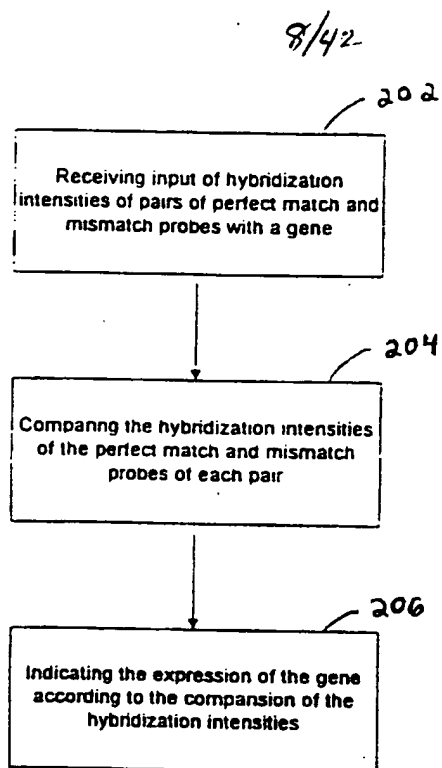 8/42
202
Receiving input of hybridization
intensities of pairs of perfect match and
mismatch probes with a gene
204
Comparing the hybridization intensities
of the perfect match and mismatch
probes of each pair
206
Indicating the expression of the gene
according to the comparision of the
hybridization intensities